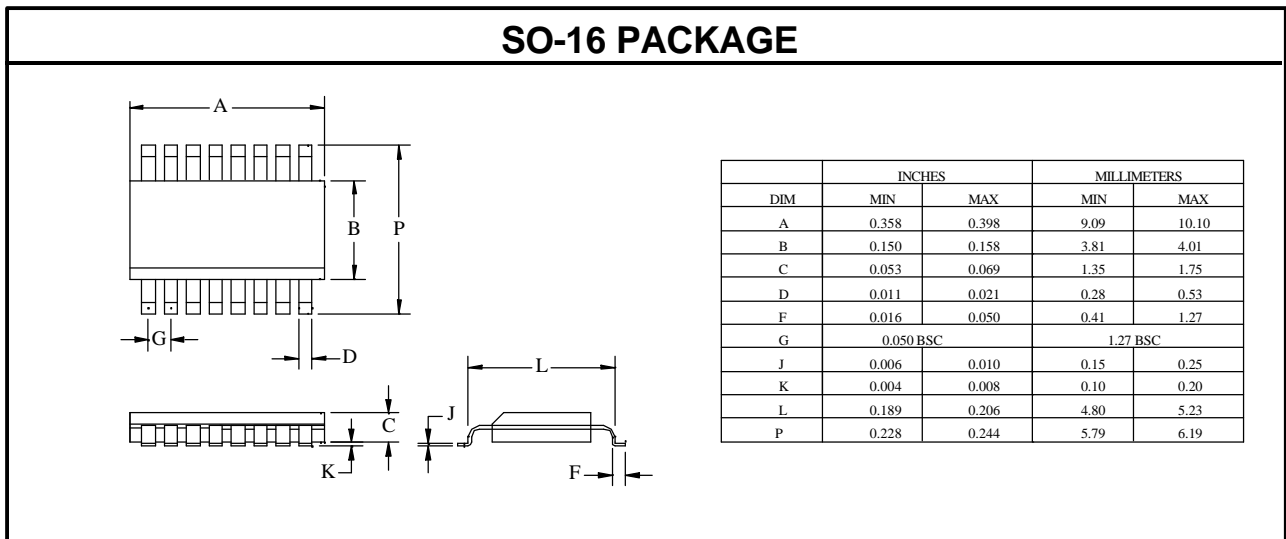 SO-16 PACKAGE
A
B
P
G
D
L
J
C
K
F
INCHES MILLIMETERS
DIM MIN MAX MIN MAX
A 0.358 0.398 9.09 10.10
B 0.150 0.158 3.81 4.01
C 0.053 0.069 1.35 1.75
D 0.011 0.021 0.28 0.53
F 0.016 0.050 0.41 1.27
G 0.050 BSC 1.27 BSC
J 0.006 0.010 0.15 0.25
K 0.004 0.008 0.10 0.20
L 0.189 0.206 4.80 5.23
P 0.228 0.244 5.79 6.19